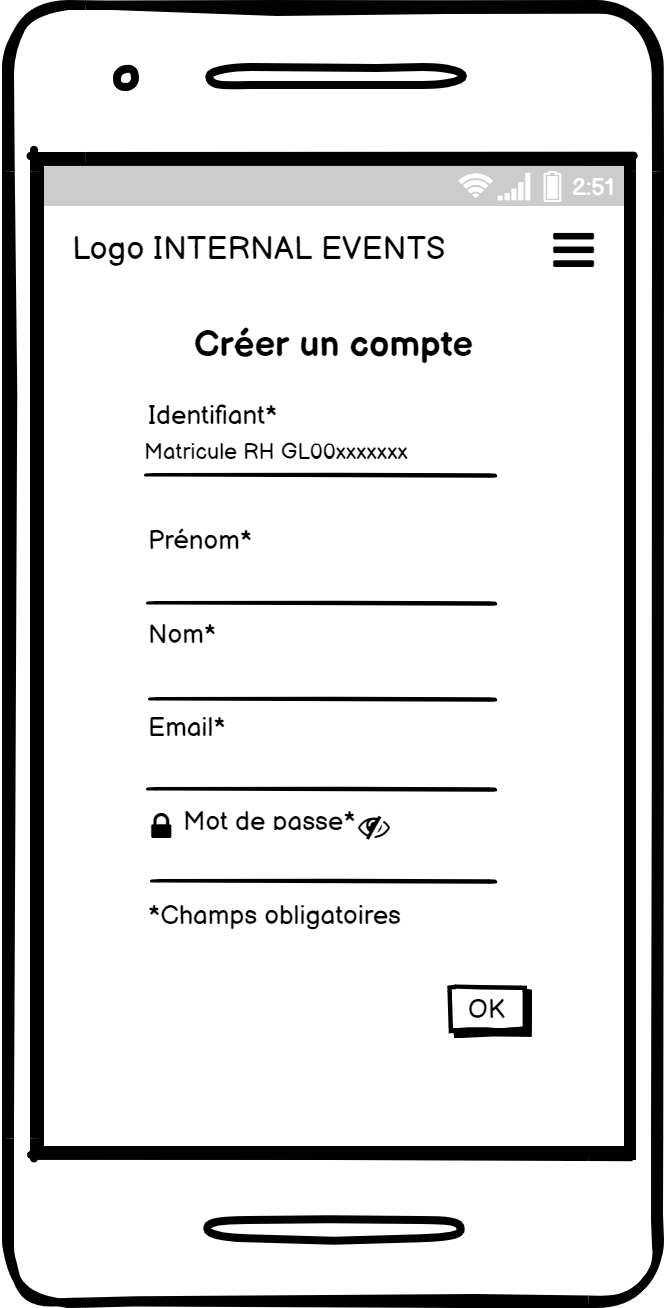 2:51
Logo INTERNAL EVENTS
Créer un compte
Identifiant*
Matricule RH GL00xxxxxxx
Prénom*
Nom*
Email*
Mot de passe*
*Champs obligatoires
OK